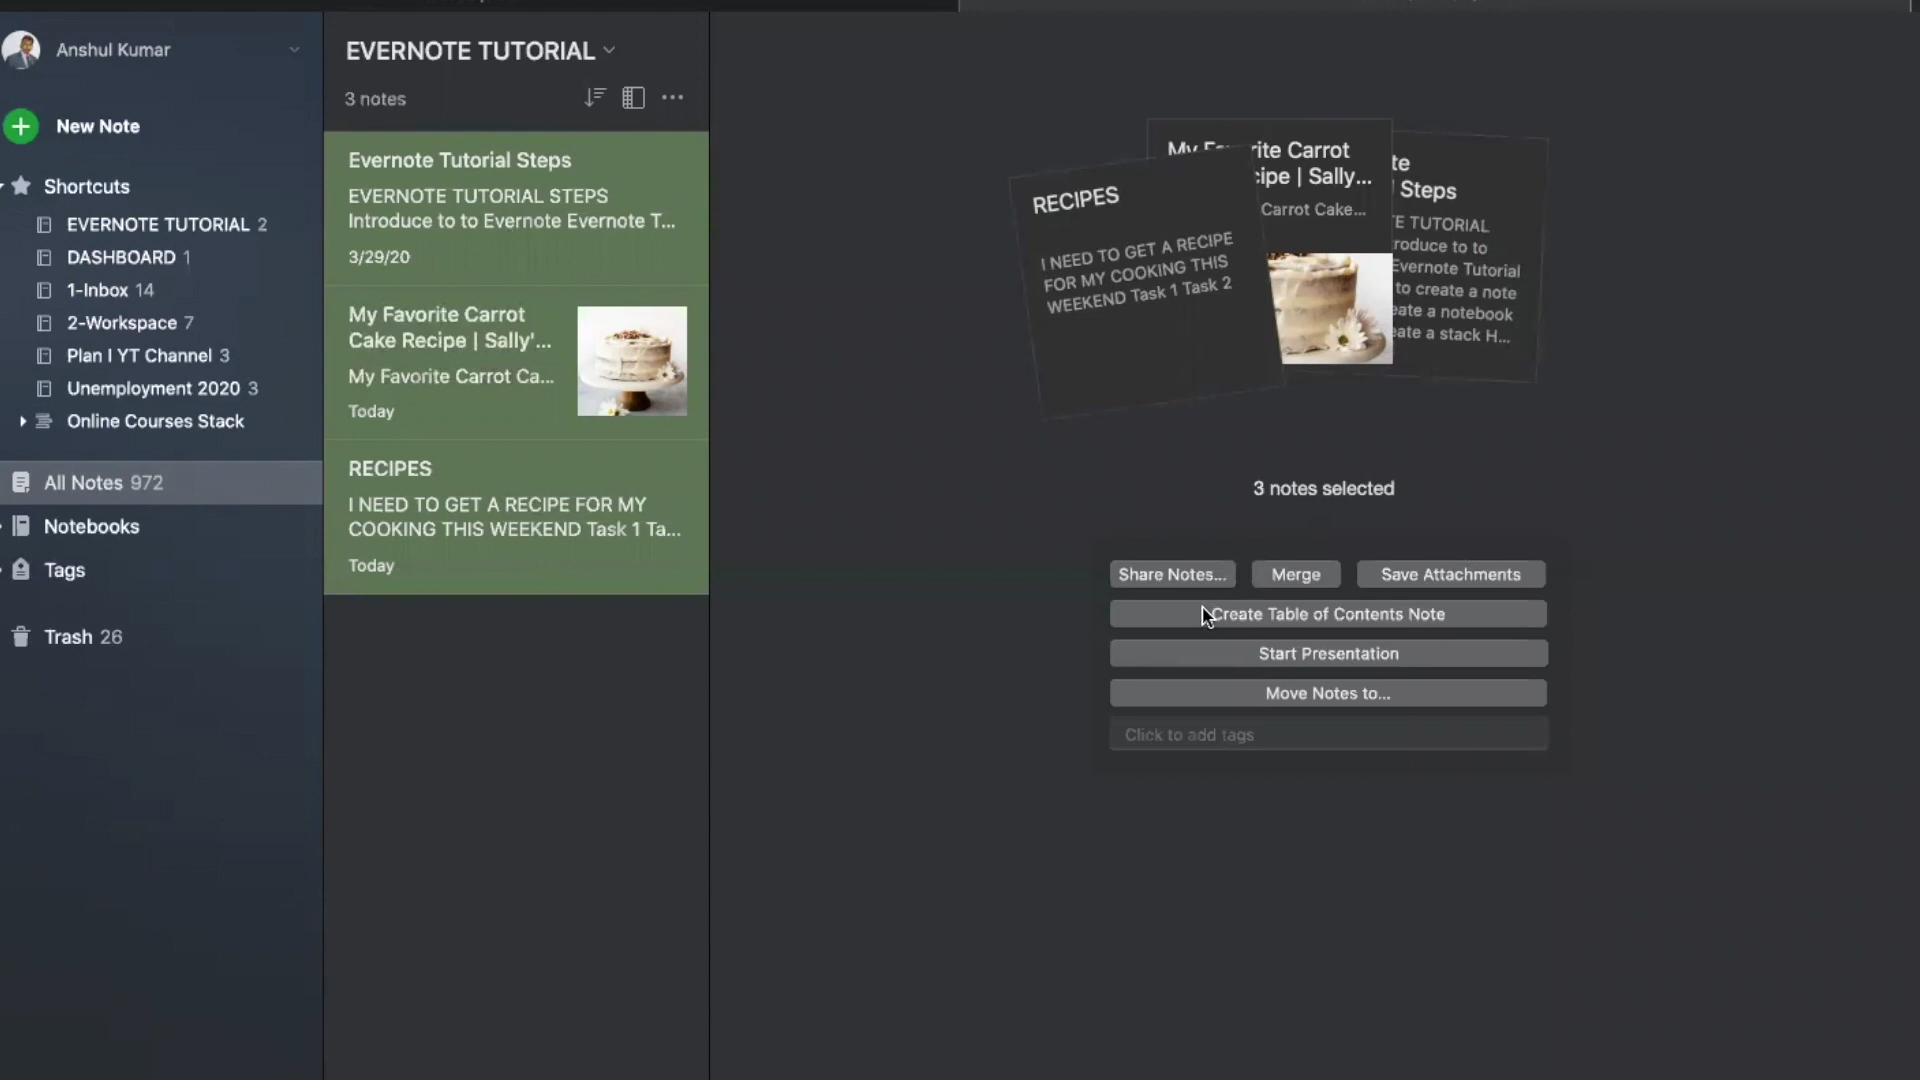 Anshul Kumar
New Note
Shortcuts
EVERNOTE TUTORIAL 2
DASHBOARD 1
1-Inbox 14
2-Workspace 7
Plan I YT Channel 3
Unemployment 2020 3
Online Courses Stack
All Notes 972
Notebooks
Tags
Trash 26
EVERNOTE TUTORIAL
3 notes
Evernote Tutorial Steps
EVERNOTE TUTORIAL STEPS
Introduce to to Evernote Evernote T...
3/29/20
My Favorite Carrot
Cake Recipe | Sally'...
My Favorite Carrot Ca...
Today
RECIPES
I NEED TO GET A RECIPE FOR MY
COOKING THIS WEEKEND Task 1 Ta...
Today
RECIPES
I NEED TO GET A RECIPE
FOR MY COOKING THIS
WEEKEND Task 1 Task 2
My Carrot
| Sally...
Carrot Cake...
Steps
TUTORIAL
to to
Evernote Tutorial
to create a note
a notebook
a stack H...
3 notes selected
Share Notes...
Merge
Save Attachments
Create Table of Contents Note
Start Presentation
Move Notes to...
Click to add tags